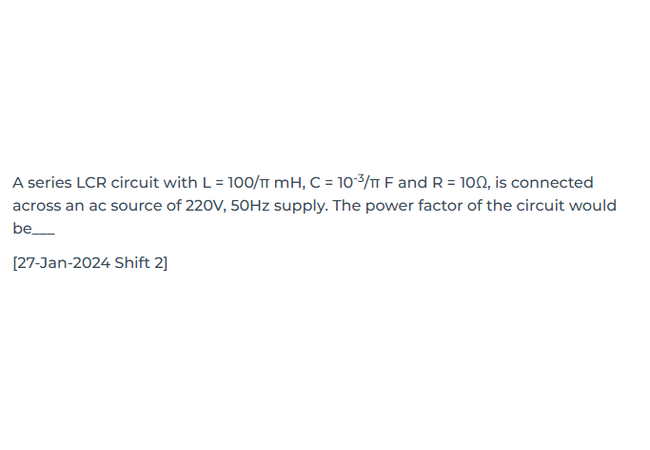 A series LCR circuit with L = 100/π mH, C = 10⁻³/π F and R = 10Ω, is connected
across an ac source of 220V, 50Hz supply. The power factor of the circuit would
be___
[27-Jan-2024 Shift 2]